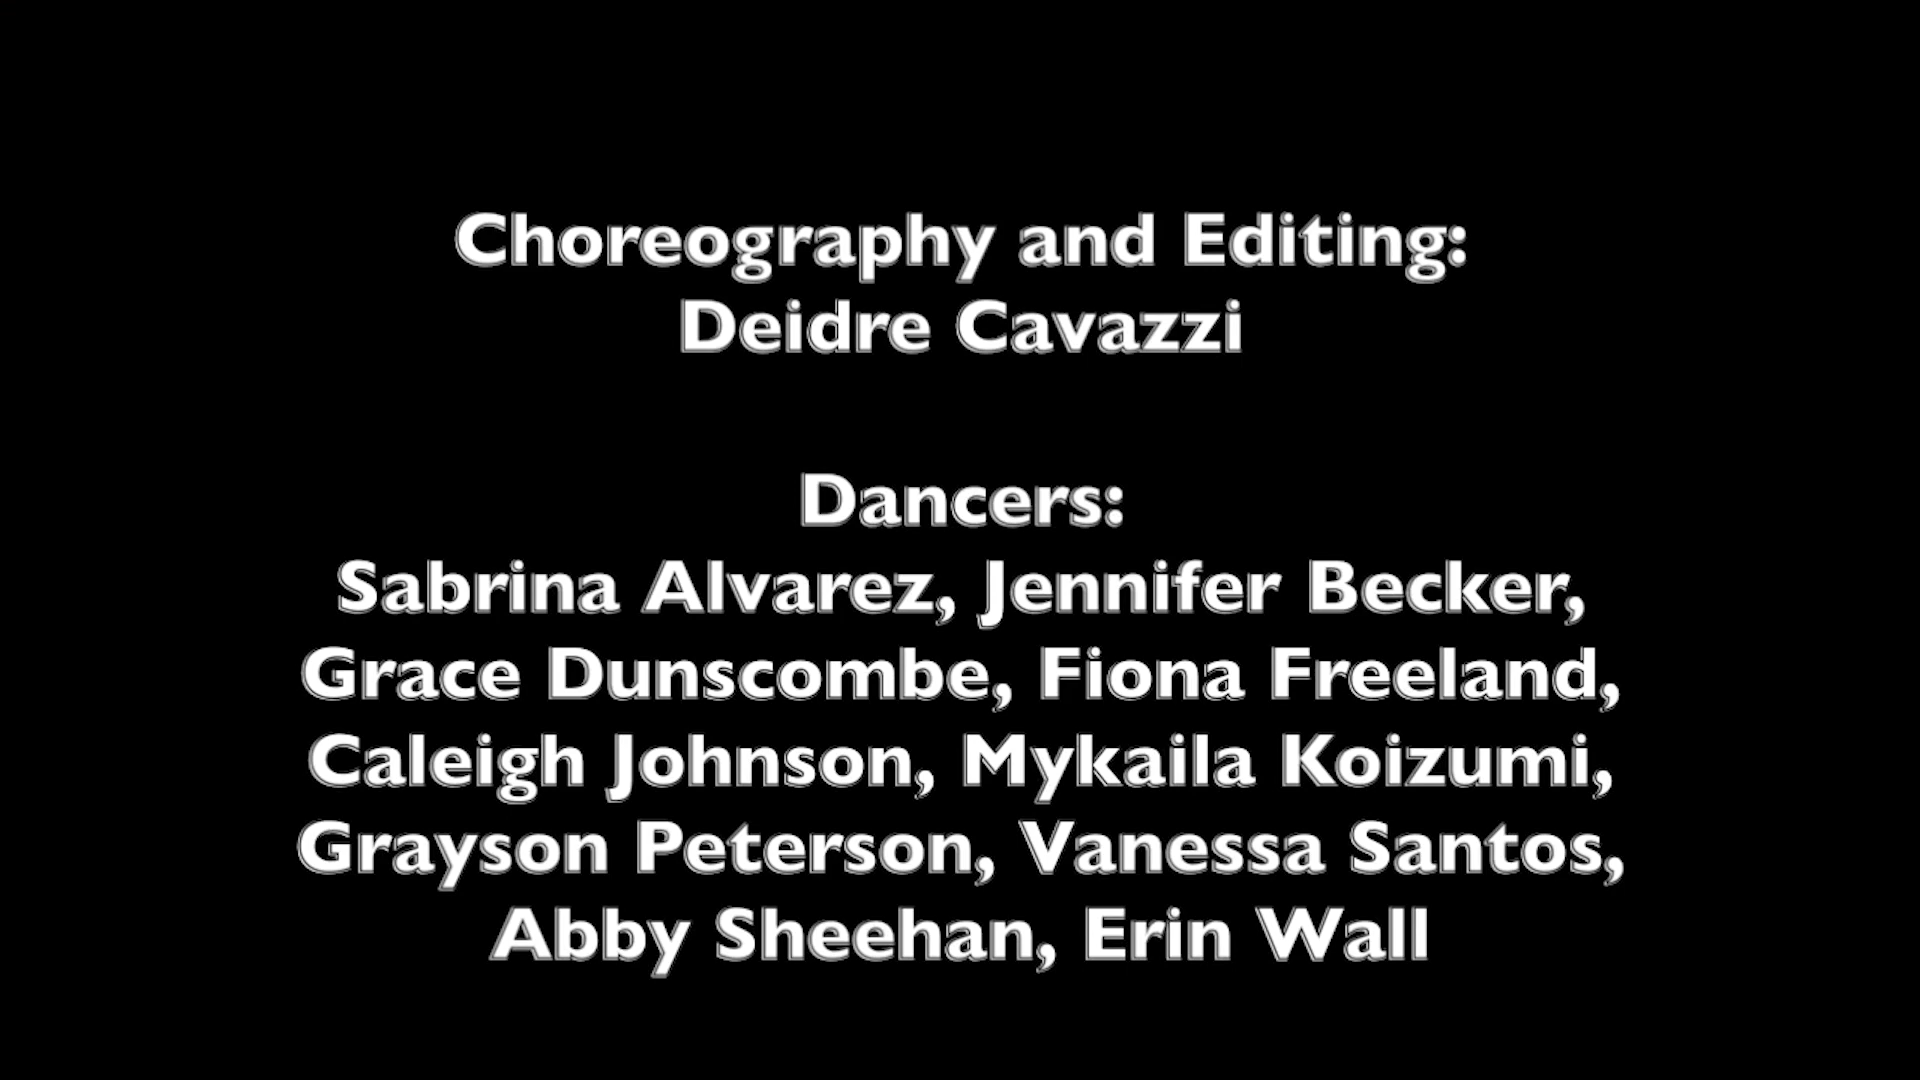 Choreography and Editing:
Deidre Cavazzi
Dancers:
Sabrina Alvarez, Jennifer Becker,
Grace Dunscombe, Fiona Freeland,
Caleigh Johnson, Mykaila Koizumi,
Grayson Peterson, Vanessa Santos,
Abby Sheehan, Erin Wall